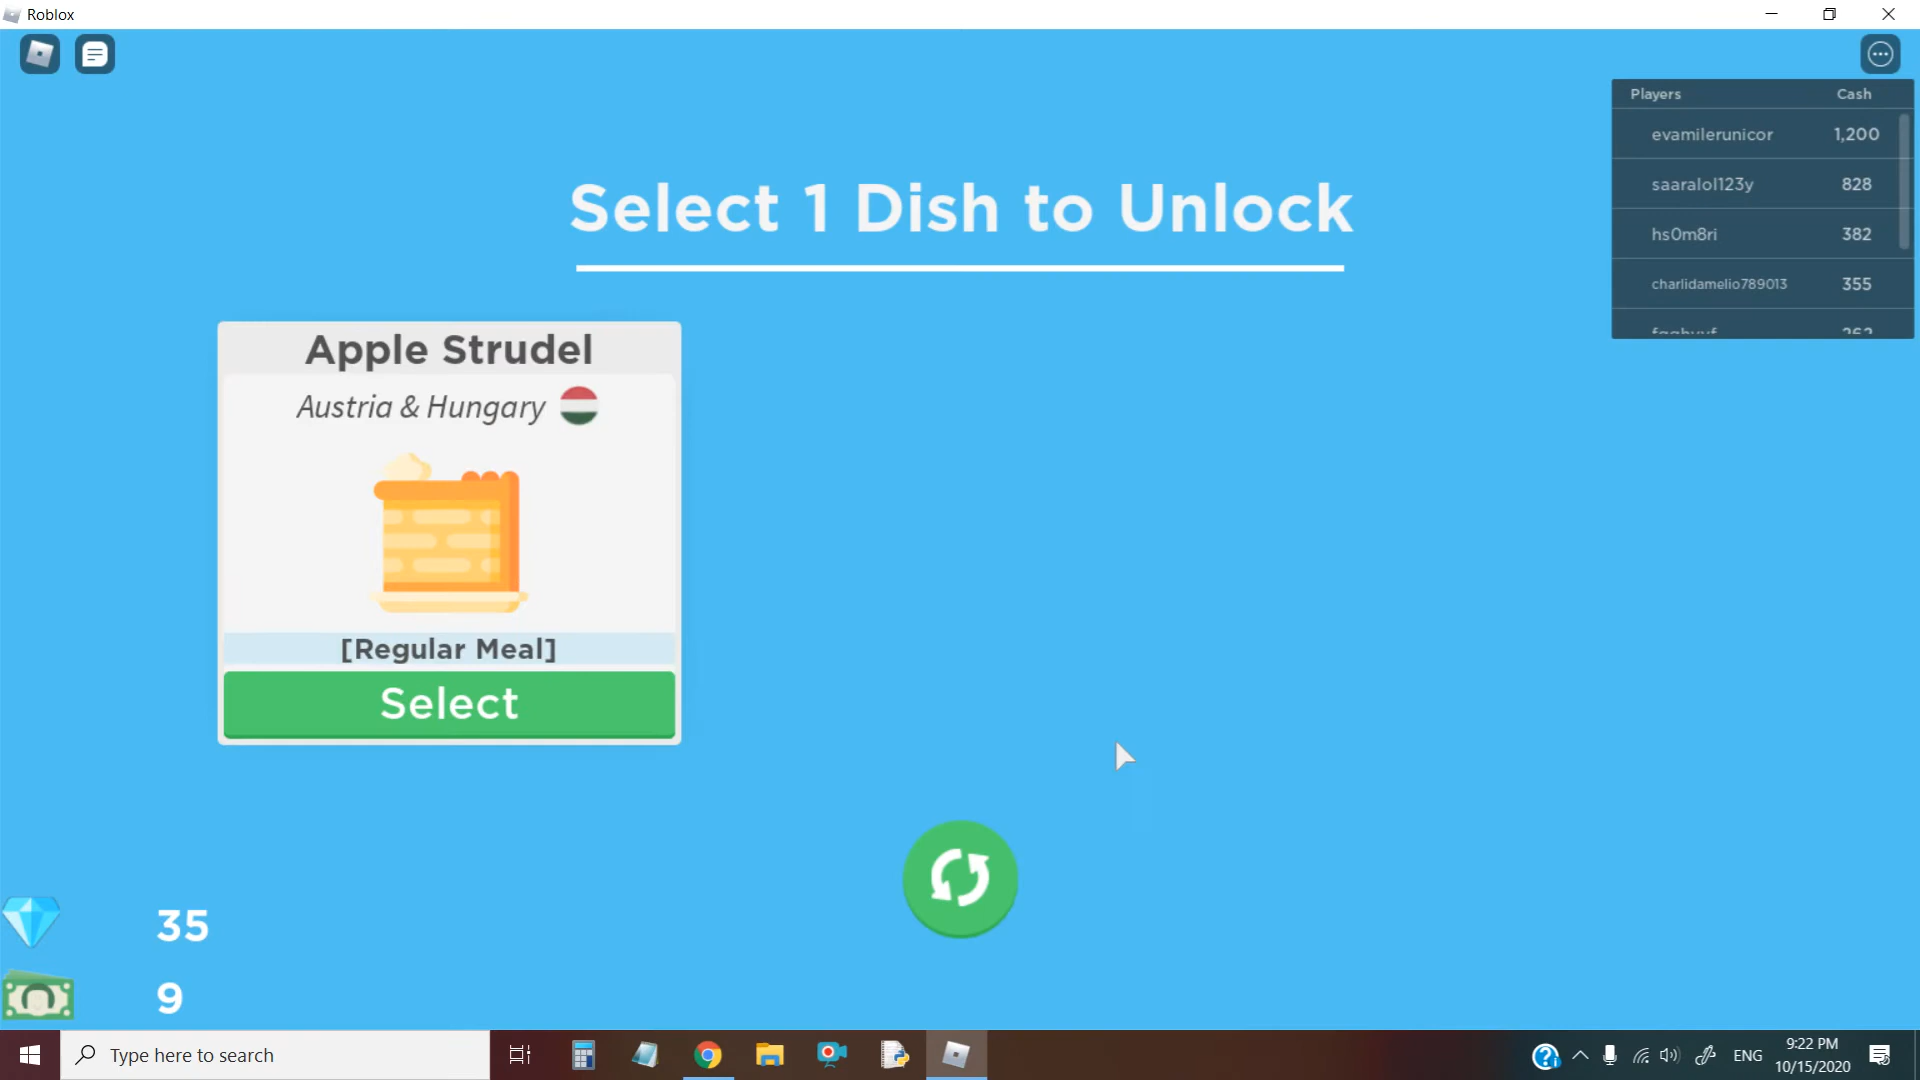 Roblox
Players Cash
evamilerunicor 1,200
saaralol123y 828
hs0m8ri 382
charlidamelio789013 355
Select 1 Dish to Unlock
Apple Strudel
Austria & Hungary
[Regular Meal]
Select
35
9
Type here to search
ENG
9:22 PM
10/15/2020